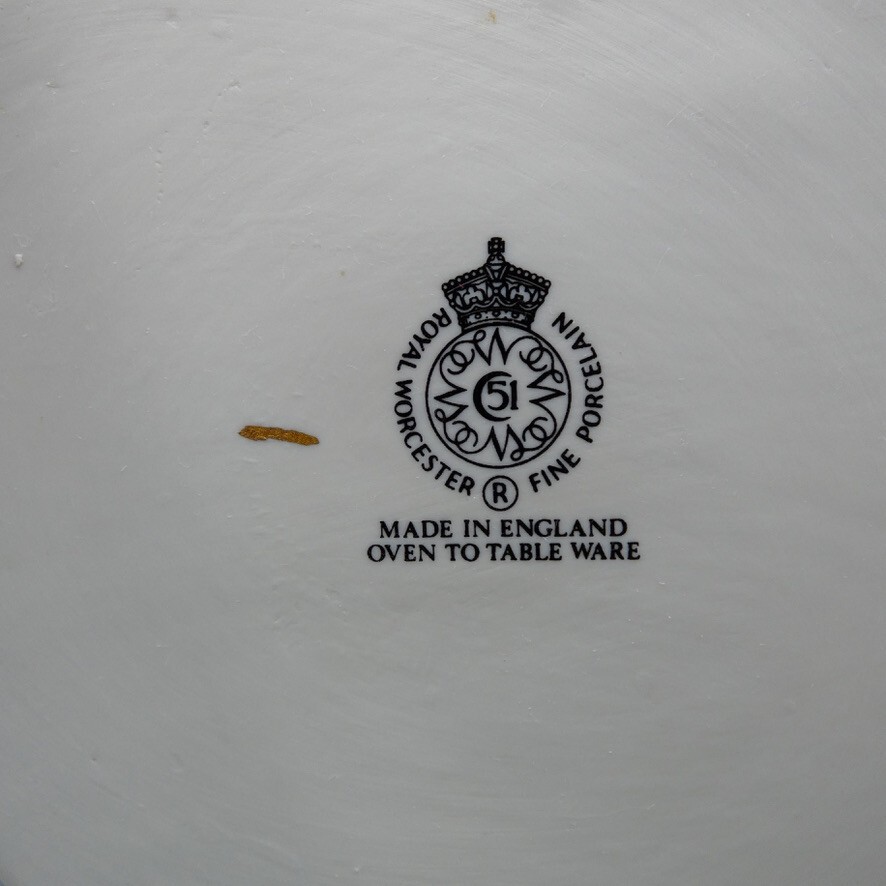 ROYAL WORCESTER ® FINE PORCELAIN
51
MADE IN ENGLAND
OVEN TO TABLE WARE